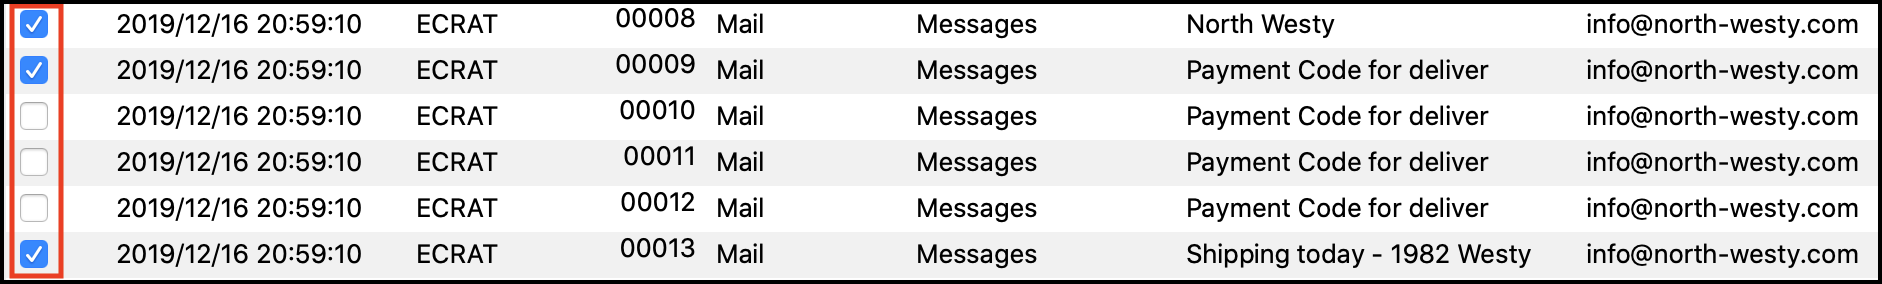 2019/12/16 20:59:10 ECRAT 00008 Mail Messages North Westy info@north-westy.com
2019/12/16 20:59:10 ECRAT 00009 Mail Messages Payment Code for deliver info@north-westy.com
2019/12/16 20:59:10 ECRAT 00010 Mail Messages Payment Code for deliver info@north-westy.com
2019/12/16 20:59:10 ECRAT 00011 Mail Messages Payment Code for deliver info@north-westy.com
2019/12/16 20:59:10 ECRAT 00012 Mail Messages Payment Code for deliver info@north-westy.com
2019/12/16 20:59:10 ECRAT 00013 Mail Messages Shipping today - 1982 Westy info@north-westy.com